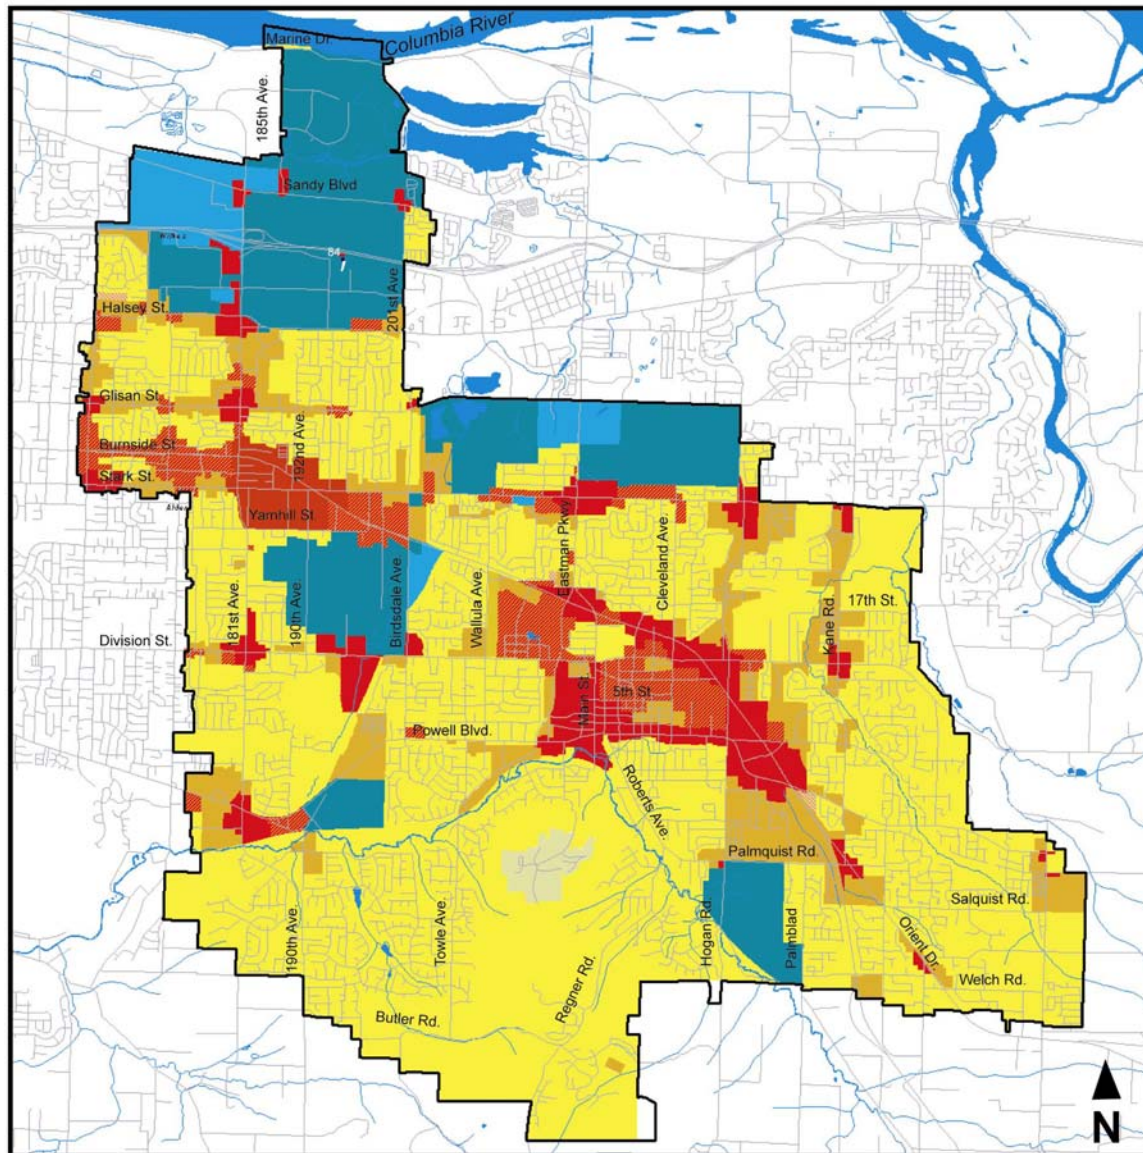 Columbia River
Marine Dr.
185th Ave.
Sandy Blvd
84
201st Ave.
Halsey St.
Glisan St.
192nd Ave.
Burnside St
Stark St.
Yamhill St
Eastman Pkwy
Cleveland Ave.
Birdsdale Ave.
Wallula Ave.
181st Ave.
190th Ave.
17th St.
Kane Rd.
Division St.
5th St
Main St.
Powell Blvd.
Roberts Ave.
Palmquist Rd.
Salquist Rd.
190th Ave.
Towle Ave.
Hogan Rd.
Palmblad
Orient Dr.
Welch Rd.
Regner Rd.
Butler Rd.
N